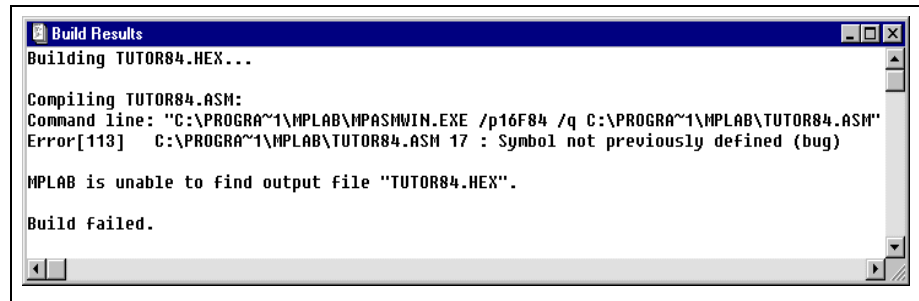 Build Results
Building TUTOR84.HEX...
Compiling TUTOR84.ASM:
Command line: "C:\PROGRA~1\MPLAB\MPASMWIN.EXE /p16F84 /q C:\PROGRA~1\MPLAB\TUTOR84.ASM"
Error[113]   C:\PROGRA~1\MPLAB\TUTOR84.ASM 17 : Symbol not previously defined (bug)
MPLAB is unable to find output file "TUTOR84.HEX".
Build failed.